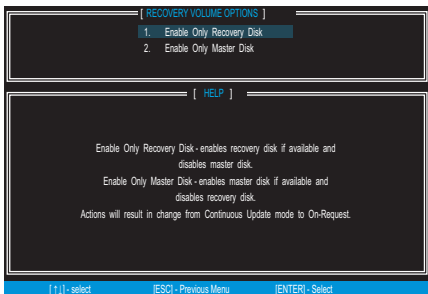 [ RECOVERY VOLUME OPTIONS ]
1. Enable Only Recovery Disk
2. Enable Only Master Disk
[ HELP ]
Enable Only Recovery Disk - enables recovery disk if available and
disables master disk.
Enable Only Master Disk - enables master disk if available and
disables recovery disk.
Actions will result in change from Continuous Update mode to On-Request.
[↑↓] - select [ESC] - Previous Menu [ENTER] - Select